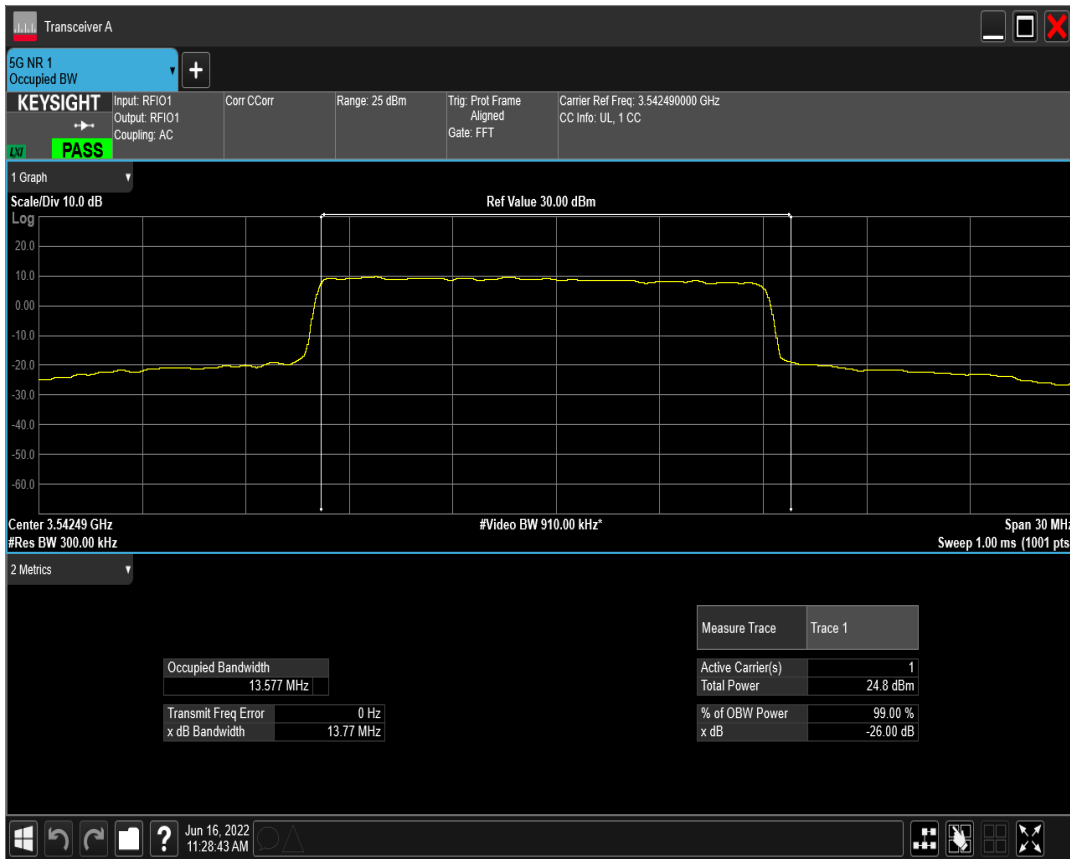 Transceiver A
5G NR 1
Occupied BW
KEYSIGHT
LXI
PASS
Input: RFIO1
Output: RFIO1
Coupling: AC
Corr CCorr
Range: 25 dBm
Trig: Prot Frame
Aligned
Gate: FFT
Carrier Ref Freq: 3.542490000 GHz
CC Info: UL, 1 CC
1 Graph
Scale/Div 10.0 dB
Ref Value 30.00 dBm
Log
20.0
10.0
0.00
-10.0
-20.0
-30.0
-40.0
-50.0
-60.0
Center 3.54249 GHz
#Video BW 910.00 kHz*
Span 30 MHz
#Res BW 300.00 kHz
Sweep 1.00 ms (1001 pts
2 Metrics
Measure Trace Trace 1
Occupied Bandwidth
13.577 MHz
Active Carrier(s) 1
Total Power 24.8 dBm
Transmit Freq Error 0 Hz
x dB Bandwidth 13.77 MHz
% of OBW Power 99.00 %
x dB -26.00 dB
?
Jun 16, 2022
11:28:43 AM